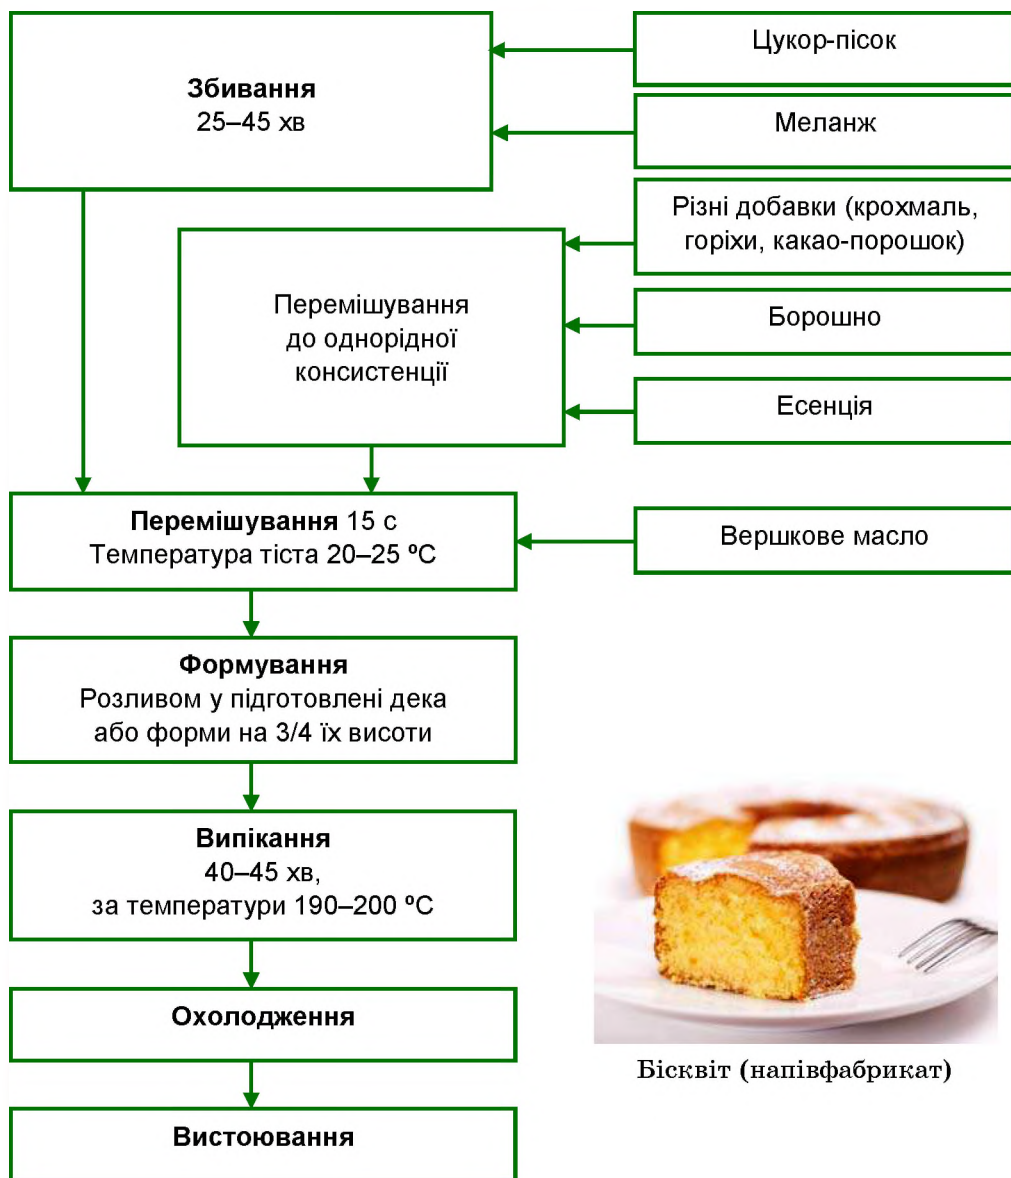 Цукор-пісок
Збивання
25–45 хв
Меланж
Різні добавки (крохмаль,
горіхи, какао-порошок)
Перемішування
до однорідної
консистенції
Борошно
Есенція
Перемішування 15 с
Температура тіста 20–25 ºС
Вершкове масло
Формування
Розливом у підготовлені дека
або форми на 3/4 їх висоти
Випікання
40–45 хв,
за температури 190–200 ºС
Охолодження
Бісквіт (напівфабрикат)
Вистоювання